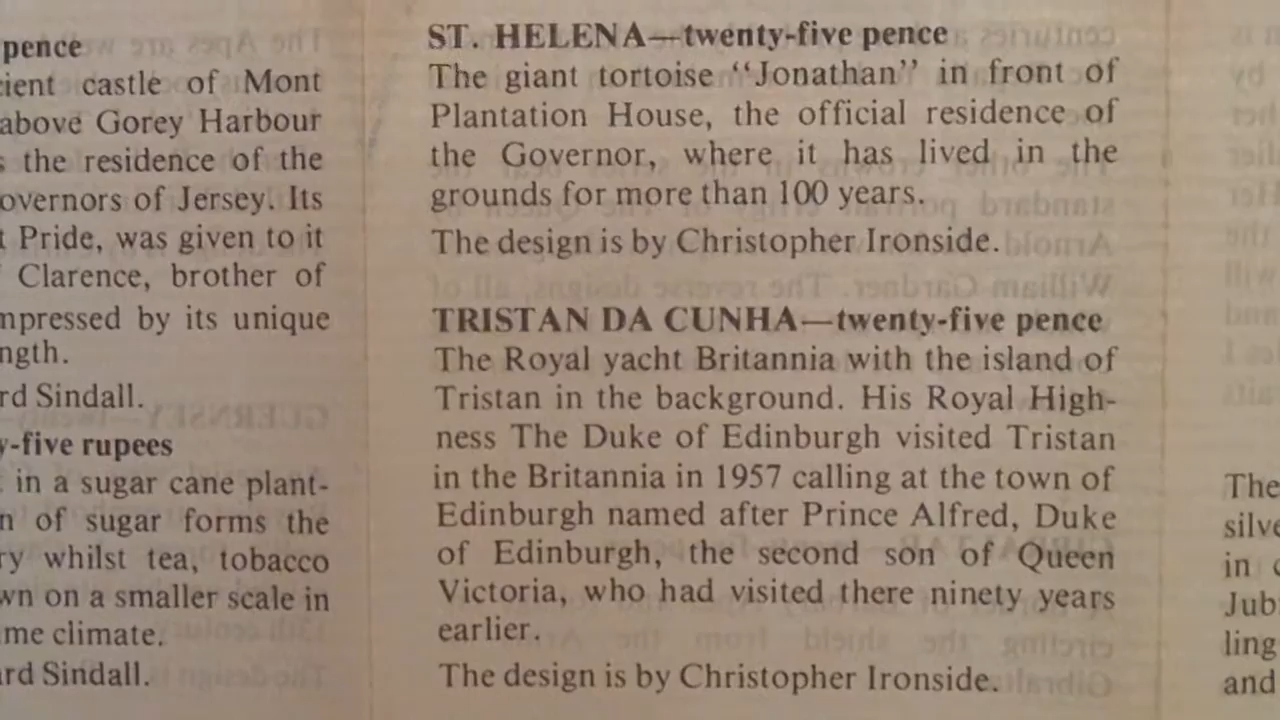 pence
cient castle of Mont
above Gorey Harbour
the residence of the
overnors of Jersey. Its
Pride, was given to it
Clarence, brother of
mpressed by its unique
ngth.
rd Sindall.
y-five rupees
in a sugar cane plant-
n of sugar forms the
ry whilst tea, tobacco
wn on a smaller scale in
me climate.
ard Sindall.
ST. HELENA—twenty-five pence
The giant tortoise “Jonathan” in front of
Plantation House, the official residence of
the Governor, where it has lived in the
grounds for more than 100 years.
The design is by Christopher Ironside.
TRISTAN DA CUNHA—twenty-five pence
The Royal yacht Britannia with the island of
Tristan in the background. His Royal High-
ness The Duke of Edinburgh visited Tristan
in the Britannia in 1957 calling at the town of
Edinburgh named after Prince Alfred, Duke
of Edinburgh, the second son of Queen
Victoria, who had visited there ninety years
earlier.
The design is by Christopher Ironside.
The
silve
in
Jub
ling
and